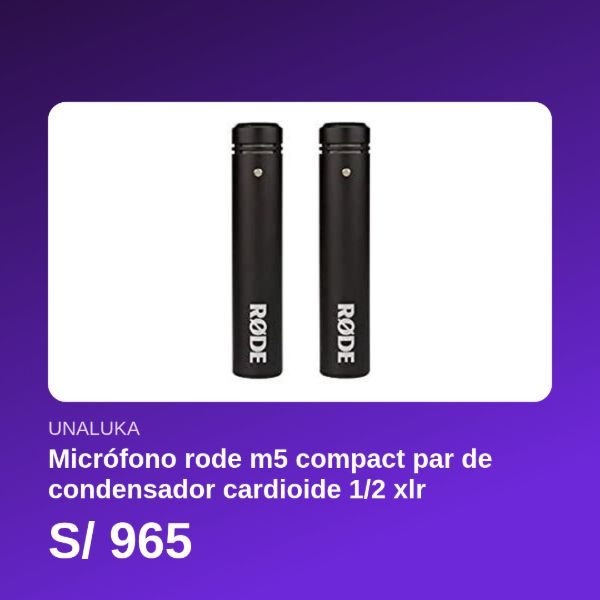 RØDE
RØDE
UNALUKA
Micrófono rode m5 compact par de
condensador cardioide 1/2 xlr
S/ 965